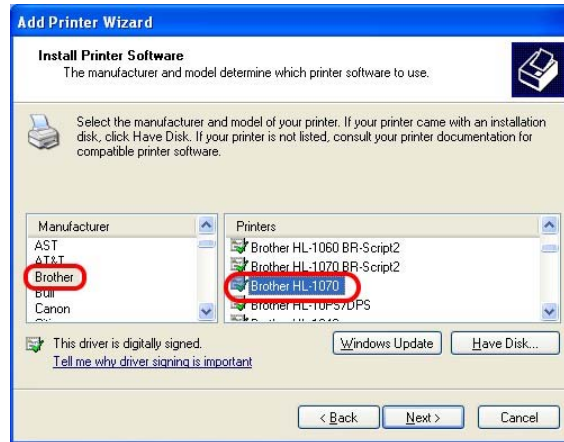 Add Printer Wizard
Install Printer Software
The manufacturer and model determine which printer software to use.
Select the manufacturer and model of your printer. If your printer came with an installation
disk, click Have Disk. If your printer is not listed, consult your printer documentation for
compatible printer software.
Manufacturer
AST
AT&T
Brother
Bull
Canon
Printers
Brother HL-1060 BR-Script2
Brother HL-1070 BR-Script2
Brother HL-1070
Brother HL-10PS7DPS
This driver is digitally signed.
Tell me why driver signing is important
Windows Update
Have Disk...
< Back
Next >
Cancel